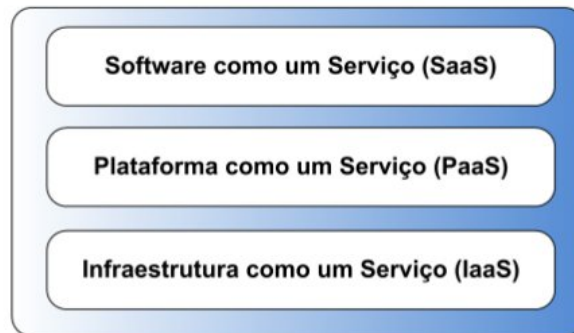 Software como um Serviço (SaaS)
Plataforma como um Serviço (PaaS)
Infraestrutura como um Serviço (IaaS)